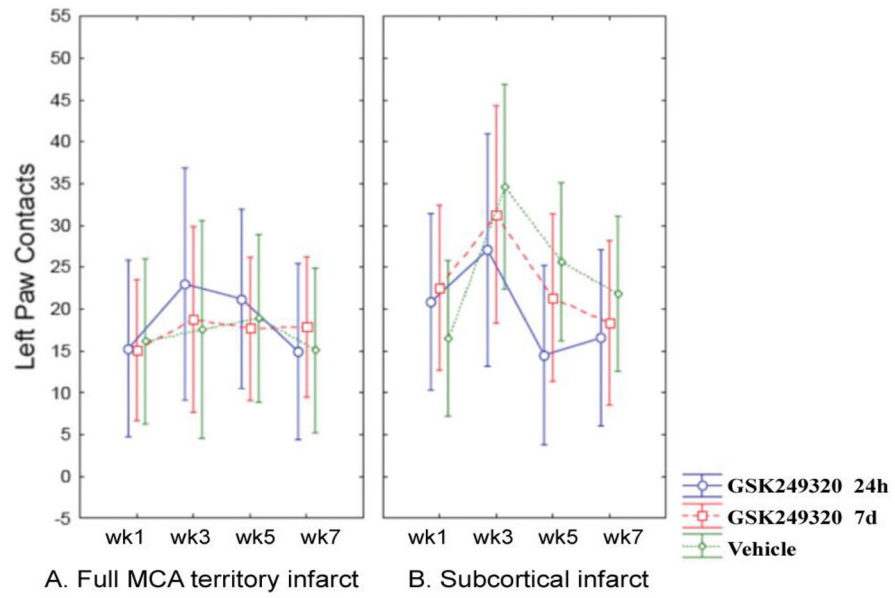 55
50
45
40
35
30
25
20
15
10
5
0
-5
Left Paw Contacts
wk1 wk3 wk5 wk7
wk1 wk3 wk5 wk7
A. Full MCA territory infarct
B. Subcortical infarct
GSK249320 24h
GSK249320 7d
Vehicle